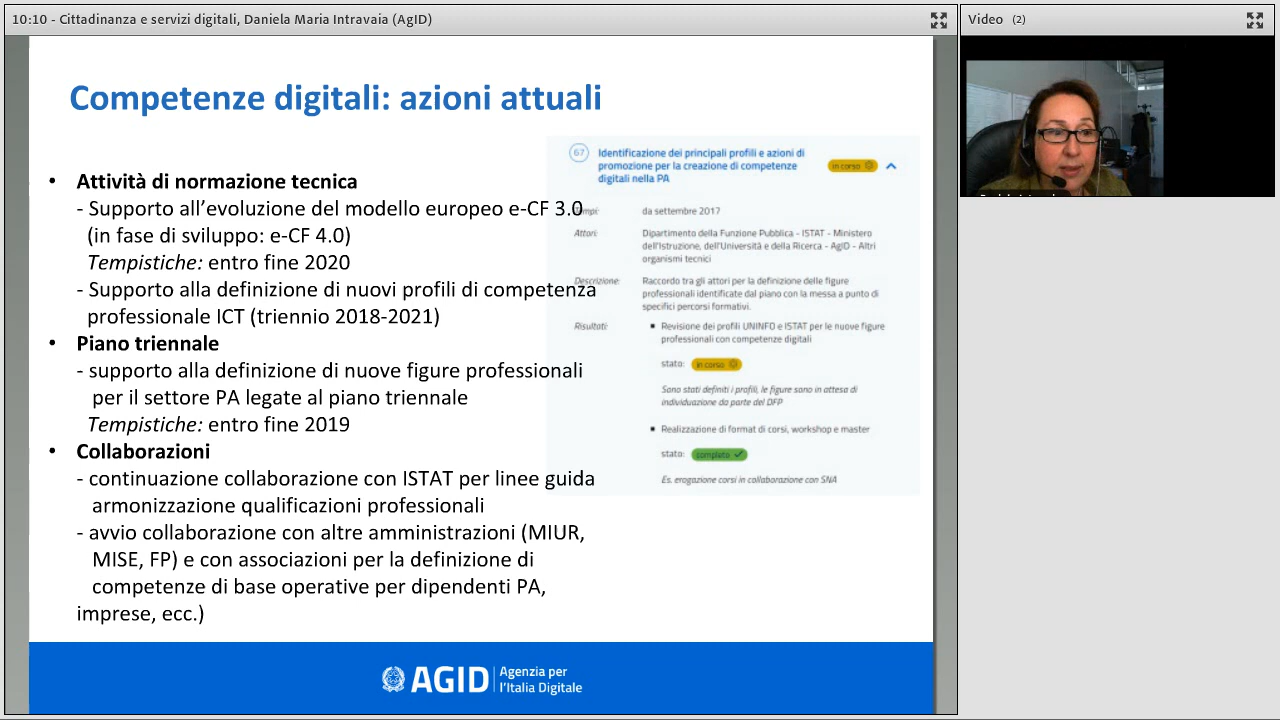 10:10 - Cittadinanza e servizi digitali, Daniela Maria Intravaia (AgID)
Video (2)
Competenze digitali: azioni attuali
• Attività di normazione tecnica
- Supporto all’evoluzione del modello europeo e-CF 3.0
(in fase di sviluppo: e-CF 4.0)
Tempistiche: entro fine 2020
- Supporto alla definizione di nuovi profili di competenza
professionale ICT (triennio 2018-2021)
• Piano triennale
- supporto alla definizione di nuove figure professionali
per il settore PA legate al piano triennale
Tempistiche: entro fine 2019
• Collaborazioni
- continuazione collaborazione con ISTAT per linee guida
armonizzazione qualificazioni professionali
- avvio collaborazione con altre amministrazioni (MIUR,
MISE, FP) e con associazioni per la definizione di
competenze di base operative per dipendenti PA,
imprese, ecc.)
67 Identificazione dei principali profili e azioni di
promozione per la creazione di competenze
digitali nella PA
in corso
Tempi: da settembre 2017
Attori: Dipartimento della Funzione Pubblica - ISTAT - Ministero
dell'Istruzione, dell'Università e della Ricerca - AgID - Altri
organismi tecnici
Descrizione: Raccordo tra gli attori per la definizione delle figure
professionali identificate dal piano con la messa a punto di
specifici percorsi formativi.
Risultati: ▪ Revisione dei profili UNINFO e ISTAT per le nuove figure
professionali con competenze digitali
stato: in corso
Sono stati definiti i profili, le figure sono in attesa di
individuazione da parte del DFP
▪ Realizzazione di format di corsi, workshop e master
stato: completo
Es. erogazione corsi in collaborazione con SNA
AGID
Agenzia per
l’Italia Digitale